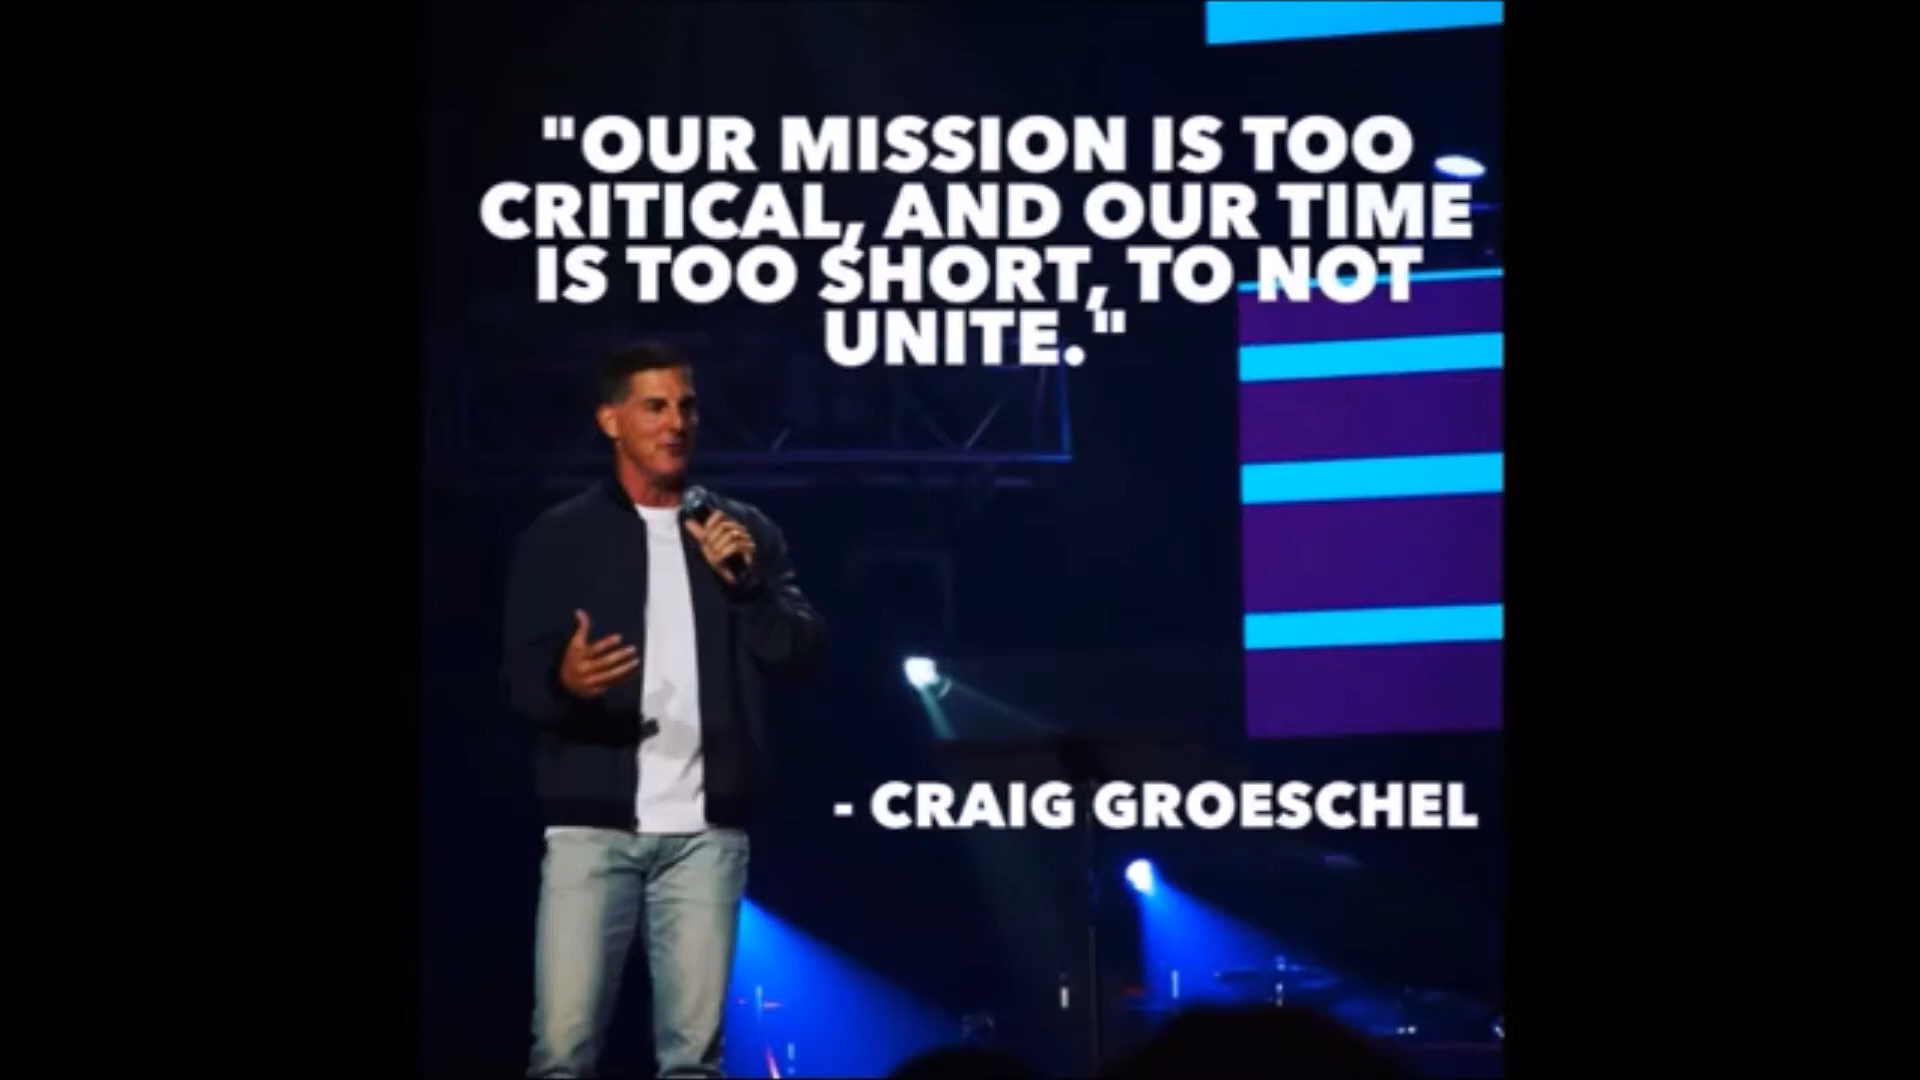 "OUR MISSION IS TOO
CRITICAL, AND OUR TIME
IS TOO SHORT, TO NOT
UNITE."
- CRAIG GROESCHEL